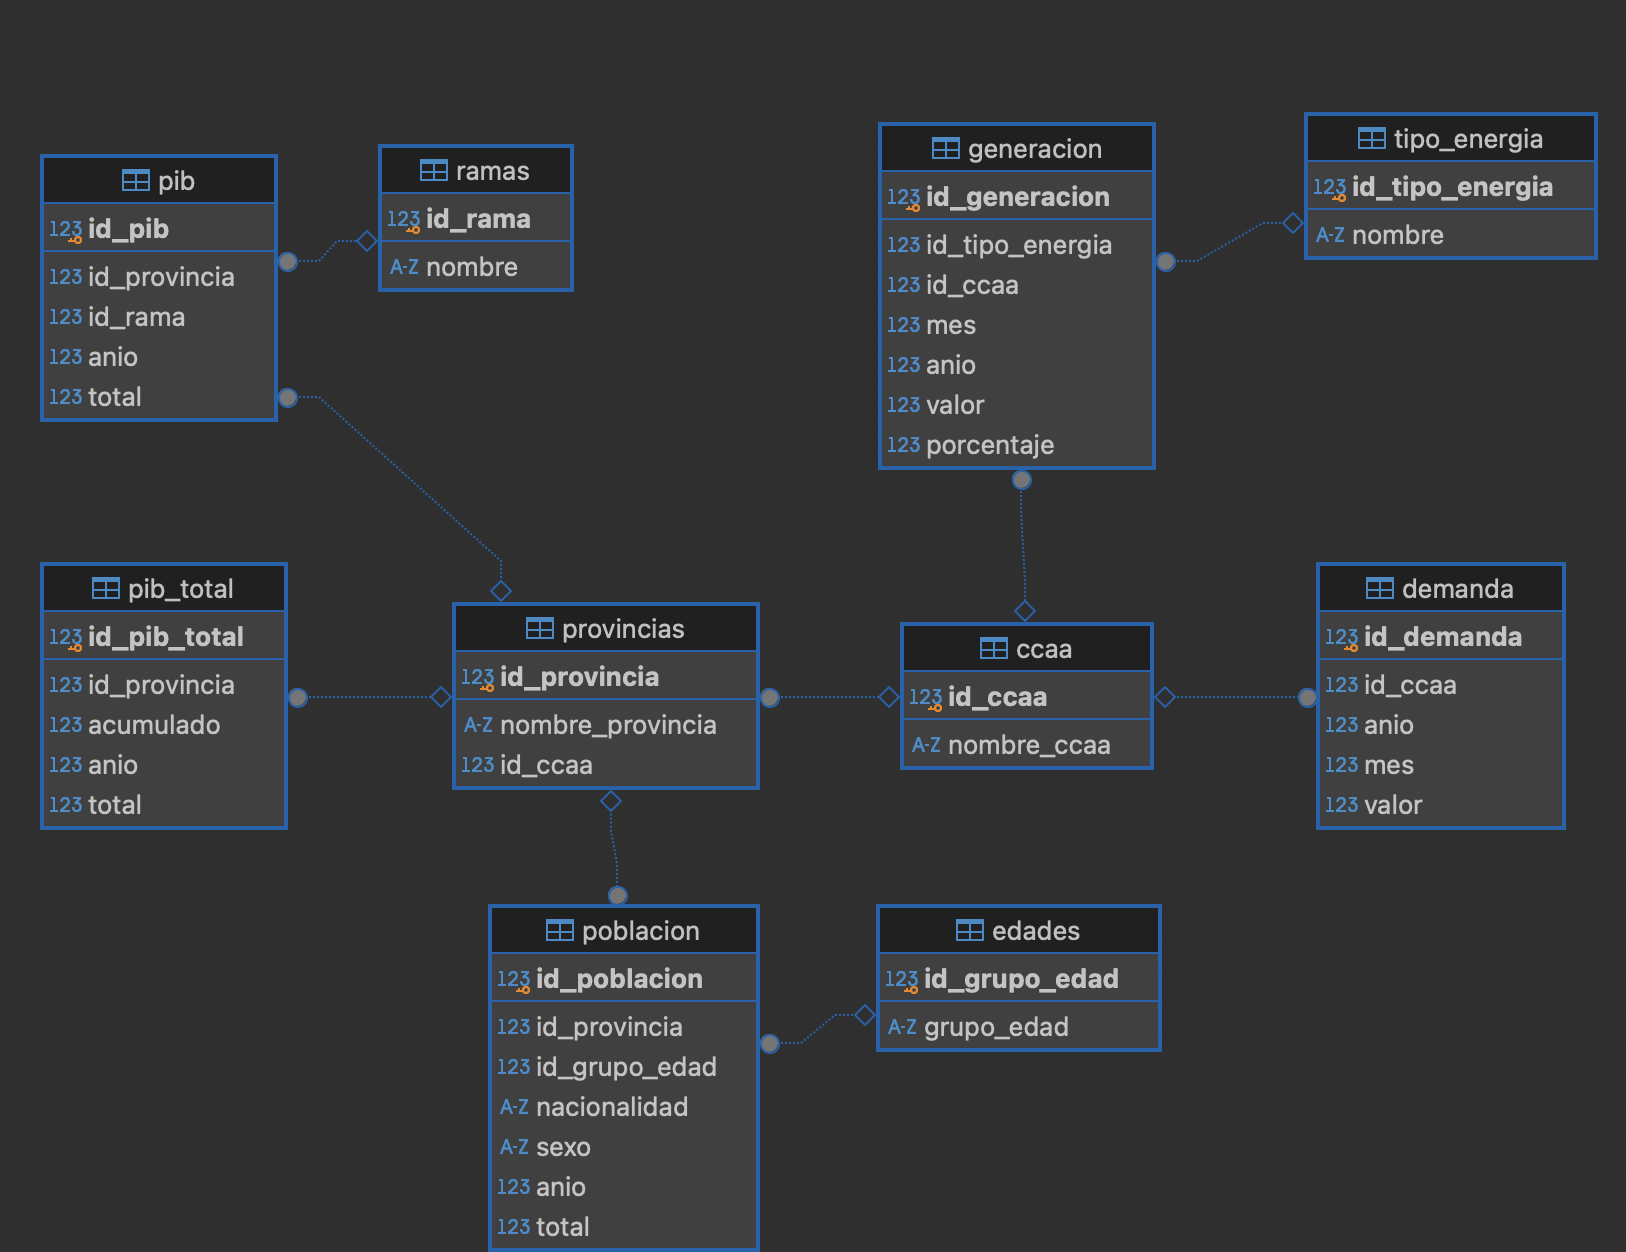 pib
123 id_pib
123 id_provincia
123 id_rama
123 anio
123 total
ramas
123 id_rama
A-Z nombre
generacion
123 id_generacion
123 id_tipo_energia
123 id_ccaa
123 mes
123 anio
123 valor
123 porcentaje
tipo_energia
123 id_tipo_energia
A-Z nombre
pib_total
123 id_pib_total
123 id_provincia
123 acumulado
123 anio
123 total
provincias
123 id_provincia
A-Z nombre_provincia
123 id_ccaa
ccaa
123 id_ccaa
A-Z nombre_ccaa
demanda
123 id_demanda
123 id_ccaa
123 anio
123 mes
123 valor
poblacion
123 id_poblacion
123 id_provincia
123 id_grupo_edad
A-Z nacionalidad
A-Z sexo
123 anio
123 total
edades
123 id_grupo_edad
A-Z grupo_edad